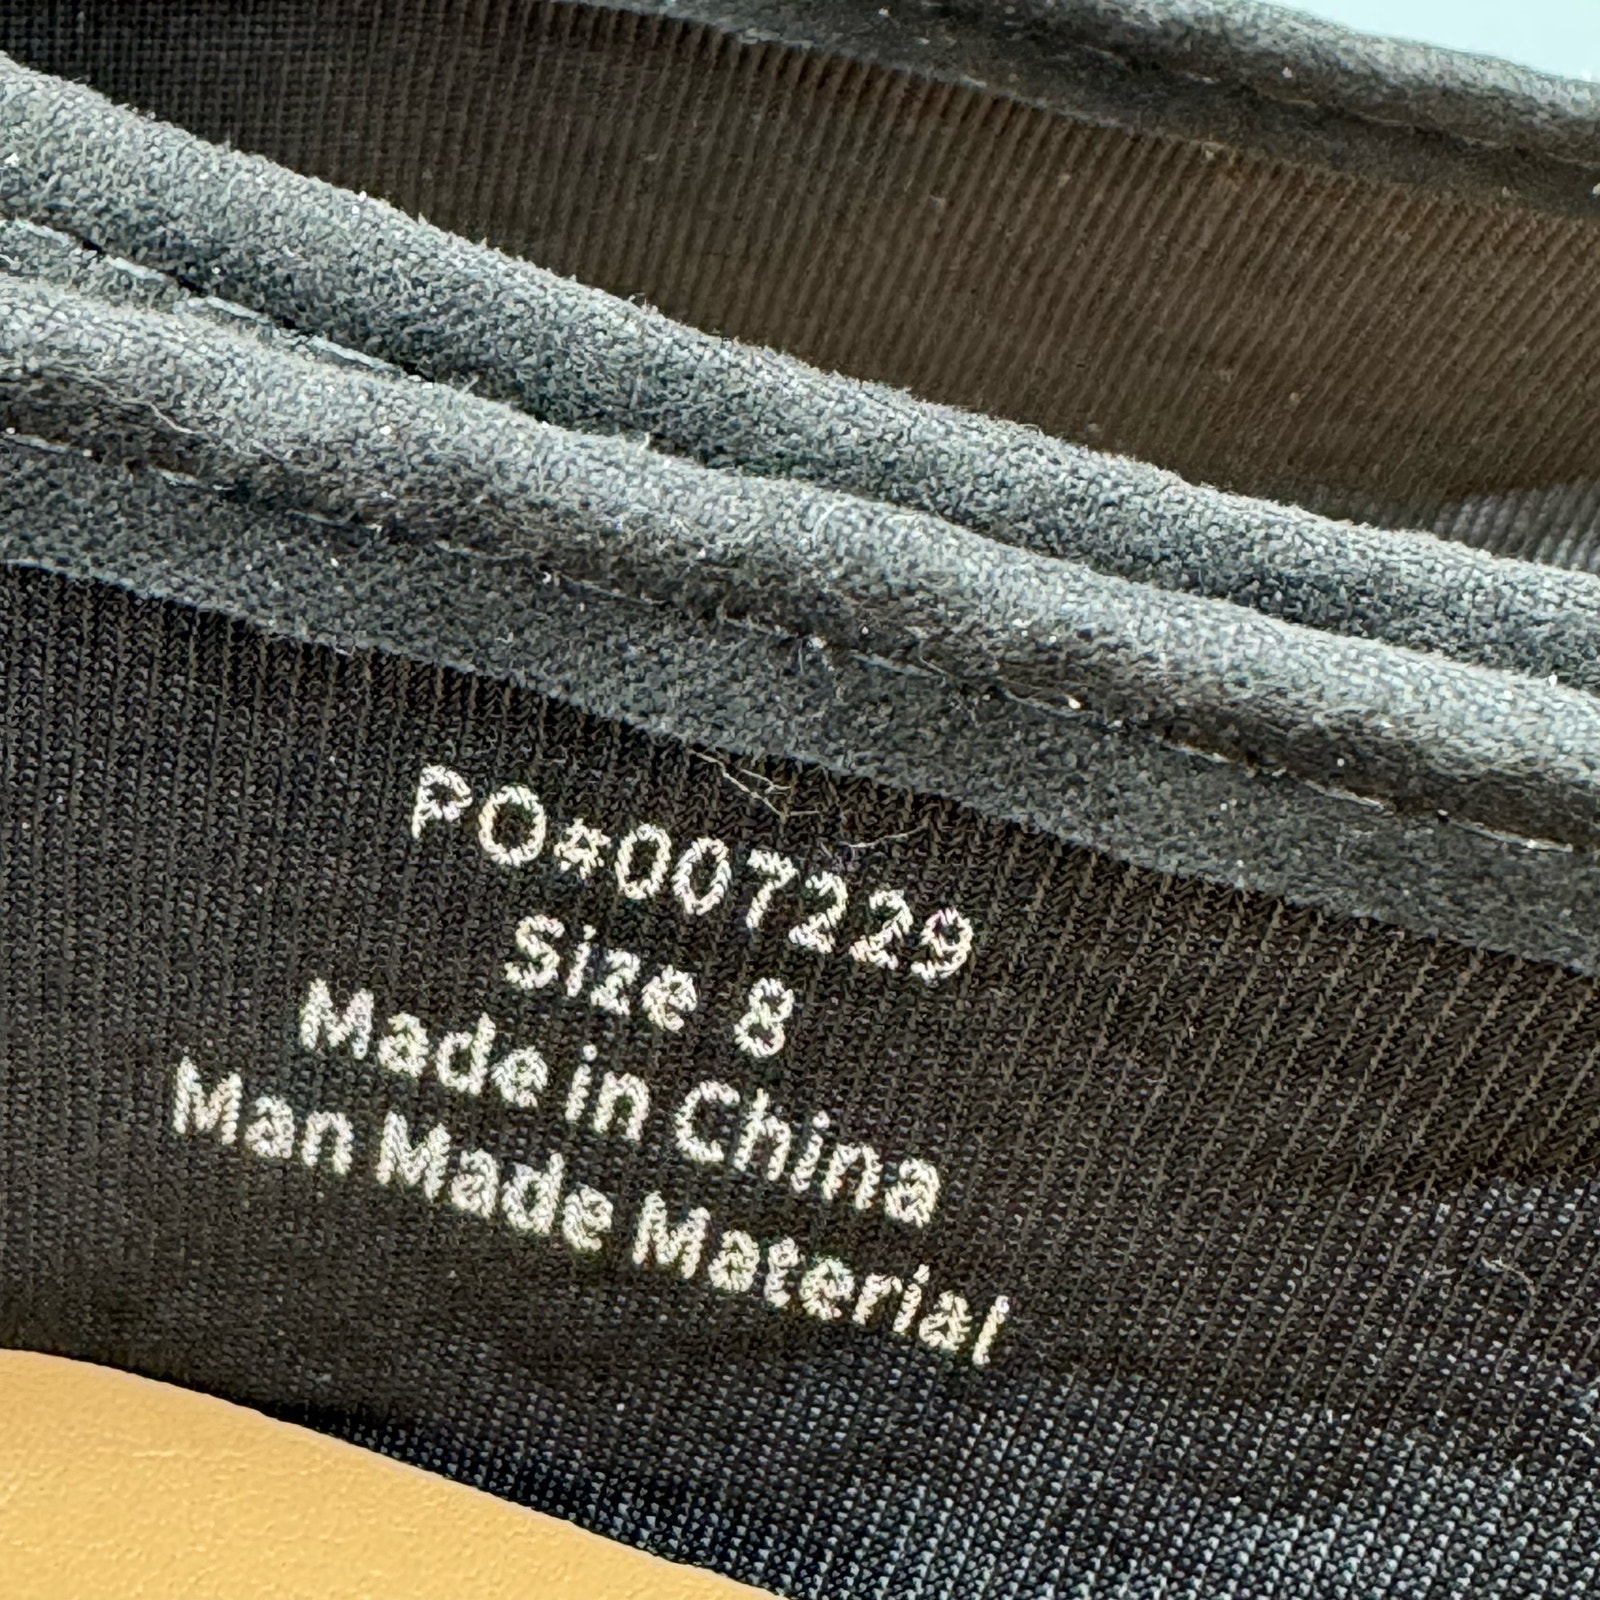 PO#007229
Size 8
Made in China
Man Made Material